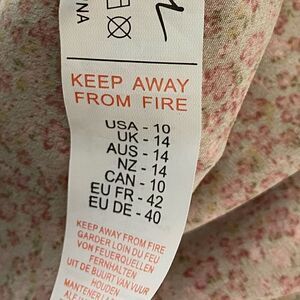 KEEP AWAY
FROM FIRE
USA - 10
UK - 14
AUS - 14
NZ - 14
CAN - 10
EU FR - 42
EU DE - 40
KEEP AWAY FROM FIRE
GARDER LOIN DU FEU
VON FEUERQUELLEN
FERNHALTEN
UIT DE BUURT VAN VUUR
HOUDEN